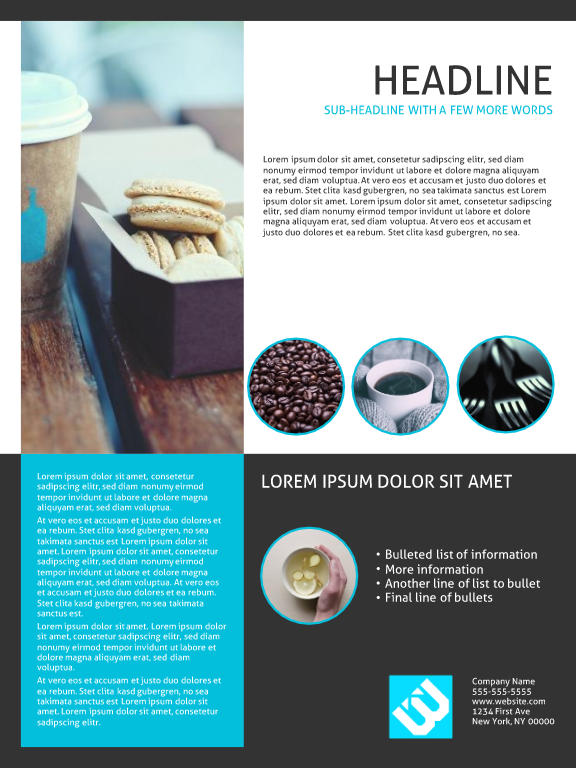 HEADLINE
SUB-HEADLINE WITH A FEW MORE WORDS
Lorem ipsum dolor sit amet, consetetur sadipscing elitr, sed diam
nonumy eirmod tempor invidunt ut labore et dolore magna aliquyam
erat, sed diam voluptua. At vero eos et accusam et justo duo dolores et
ea rebum. Stet clita kasd gubergren, no sea takimata sanctus est Lorem
ipsum dolor sit amet. Lorem ipsum dolor sit amet, consetetur sadipscing
elitr, sed diam nonumy eirmod tempor invidunt ut labore et dolore
magna aliquyam erat, sed diam voluptua. At vero eos et accusam et
justo duo dolores et ea rebum. Stet clita kasd gubergren, no sea.
Lorem ipsum dolor sit amet, consetetur
sadipscing elitr, sed diam nonumy eirmod
tempor invidunt ut labore et dolore magna
aliquyam erat, sed diam voluptua.
At vero eos et accusam et justo duo dolores et
ea rebum. Stet clita kasd gubergren, no sea
takimata sanctus est Lorem ipsum dolor sit
amet. Lorem ipsum dolor sit amet, consetetur
sadipscing elitr, sed diam nonumy eirmod
tempor invidunt ut labore et dolore magna
aliquyam erat, sed diam voluptua. At vero eos
et accusam et justo duo dolores et ea rebum.
Stet clita kasd gubergren, no sea takimata
sanctus est.
Lorem ipsum dolor sit amet. Lorem ipsum dolor
sit amet, consetetur sadipscing elitr, sed diam
nonumy eirmod tempor invidunt ut labore et
dolore magna aliquyam erat, sed diam
voluptua.
At vero eos et accusam et justo duo dolores et
ea rebum. Stet clita kasd gubergren, no sea
takimata sanctus est Lorem ipsum dolor sit
amet. Lorem ipsum dolor sit amet, consetetur
sadipscing elitr.
LOREM IPSUM DOLOR SIT AMET
• Bulleted list of information
• More information
• Another line of list to bullet
• Final line of bullets
Company Name
555-555-5555
www.website.com
1234 First Ave
New York, NY 00000